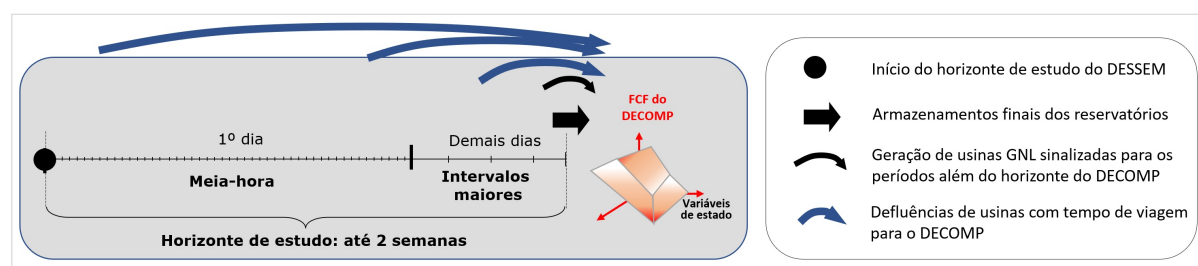 FCF do
DECOMP
1º dia
Demais dias
Meia-hora
Intervalos
maiores
Variáveis
de estado
Horizonte de estudo: até 2 semanas
Início do horizonte de estudo do DESSEM
Armazenamentos finais dos reservatórios
Geração de usinas GNL sinalizadas para os
períodos além do horizonte do DECOMP
Defluências de usinas com tempo de viagem
para o DECOMP